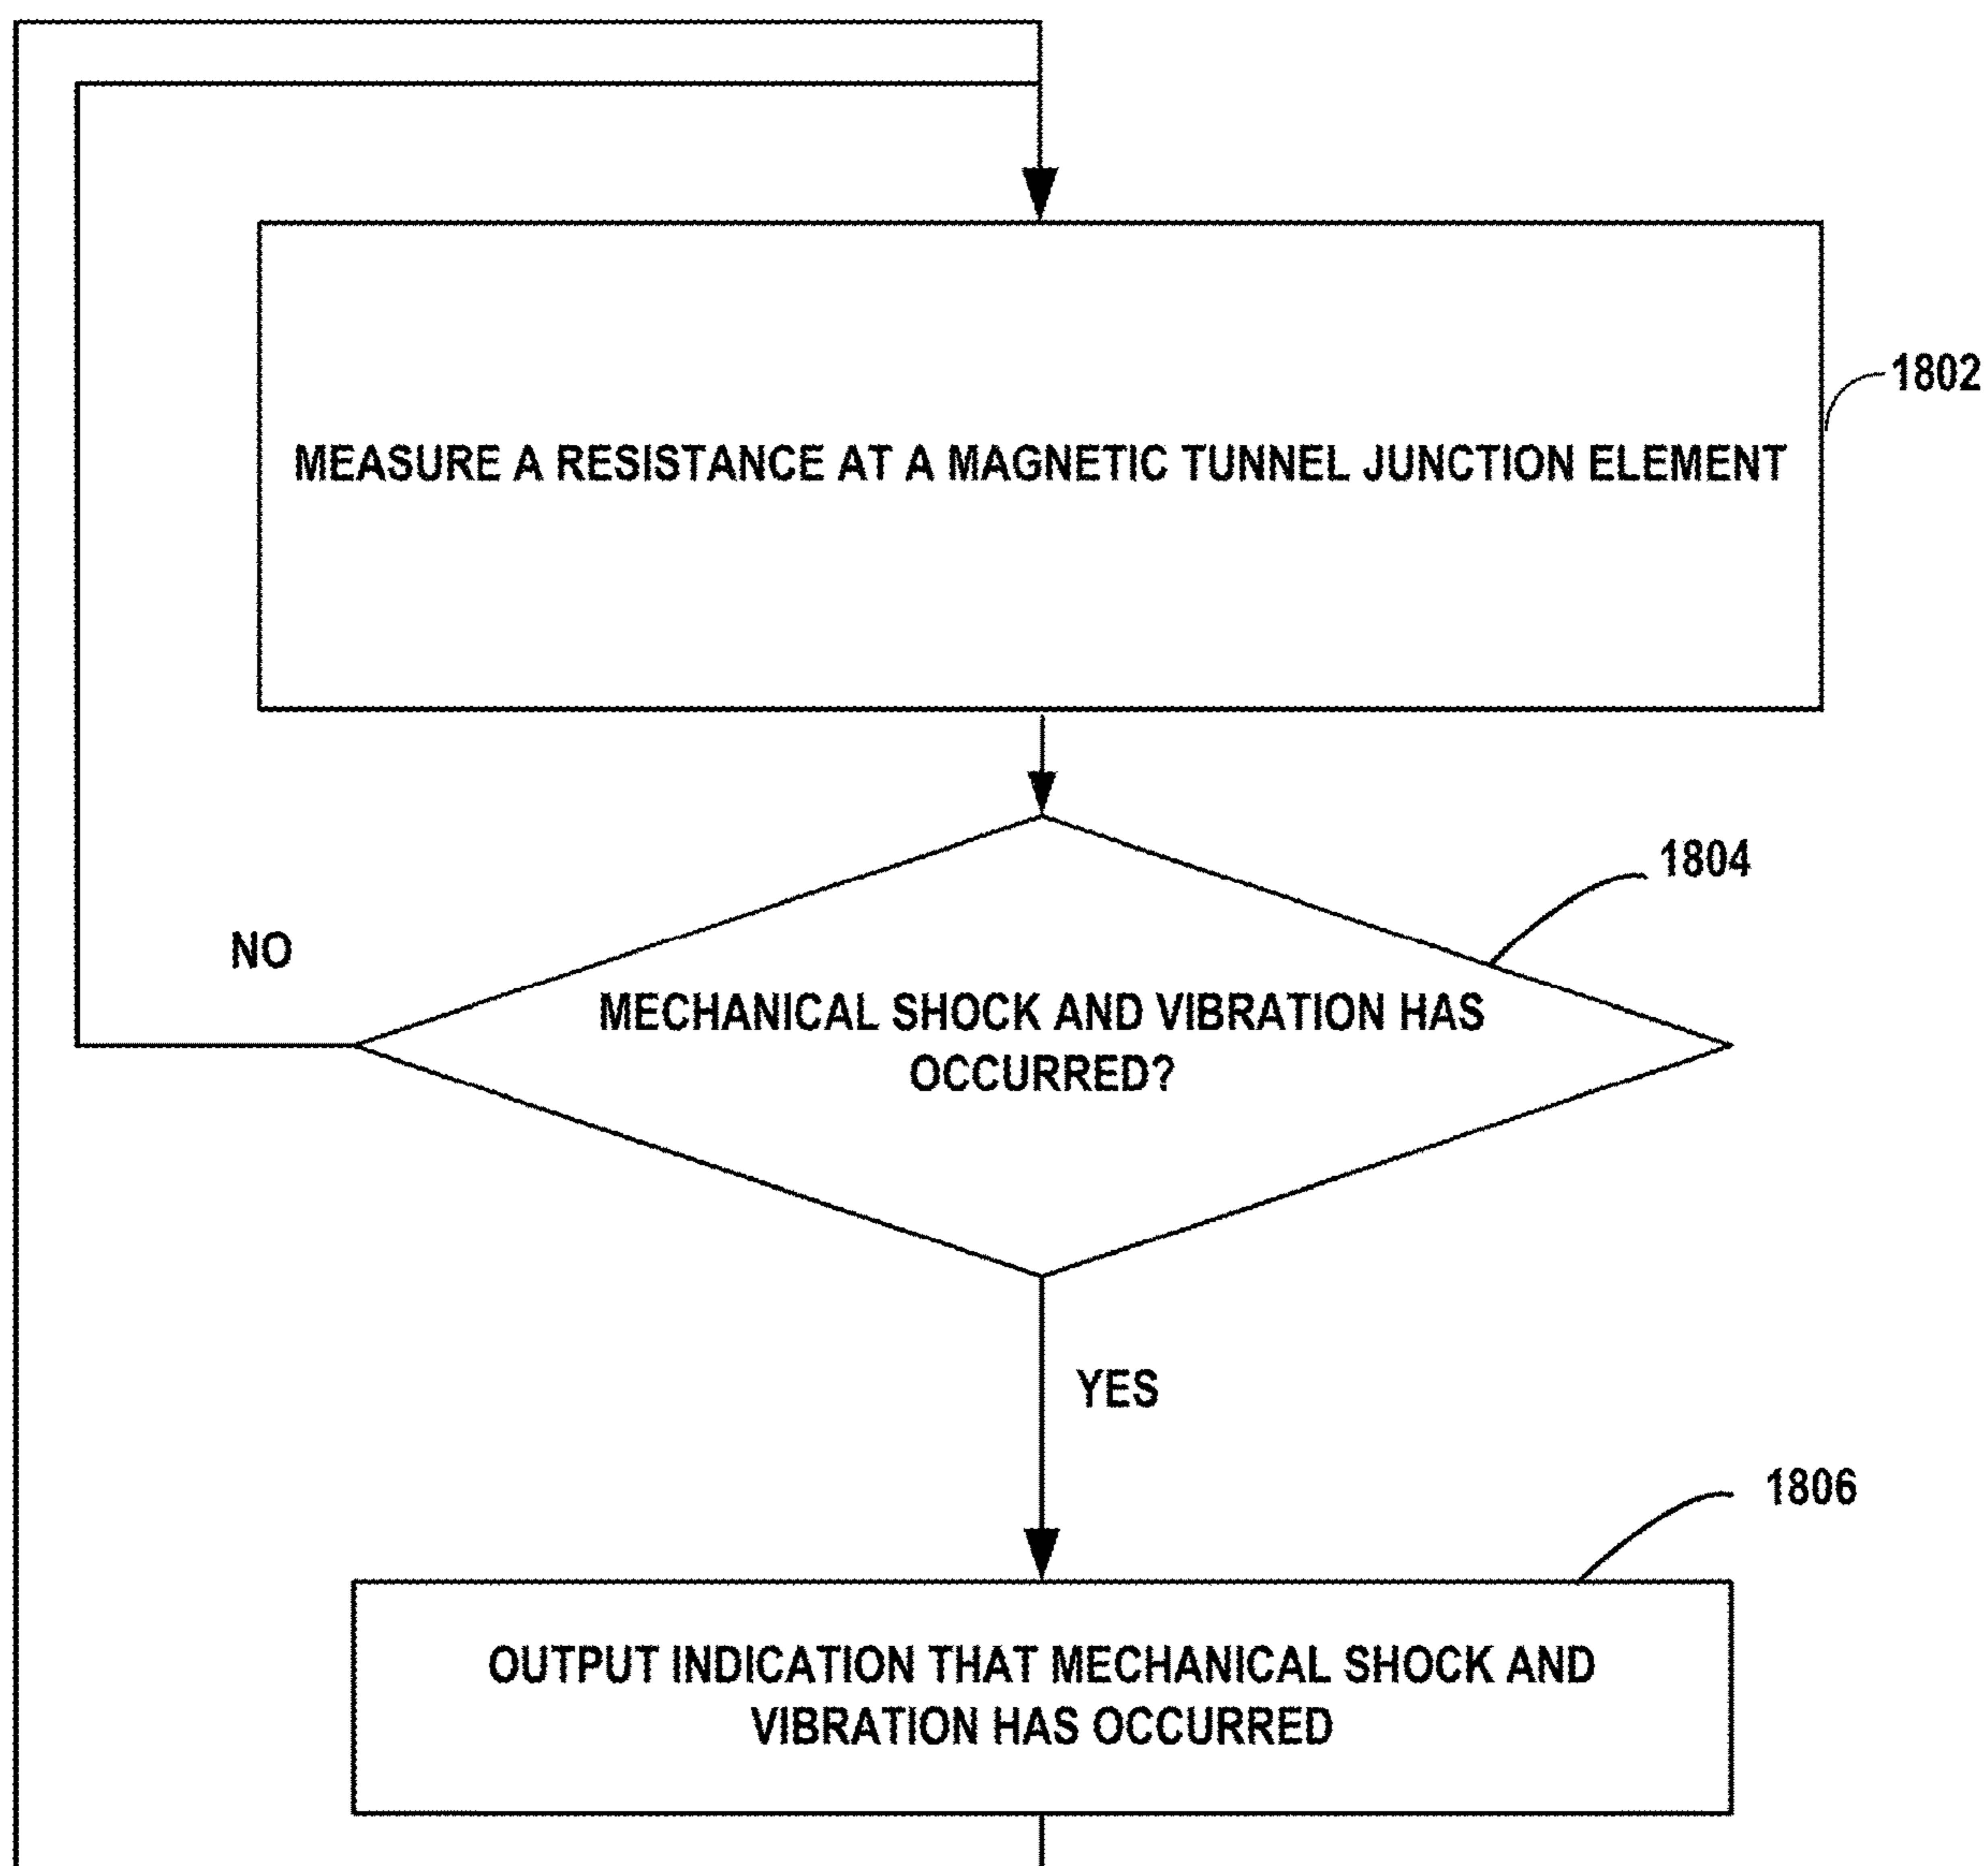 1802
MEASURE A RESISTANCE AT A MAGNETIC TUNNEL JUNCTION ELEMENT
1804
NO
MECHANICAL SHOCK AND VIBRATION HAS
OCCURRED?
YES
1806
OUTPUT INDICATION THAT MECHANICAL SHOCK AND
VIBRATION HAS OCCURRED